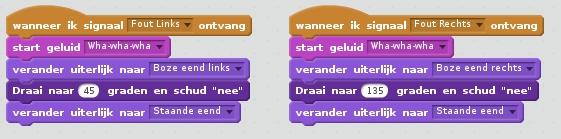 wanneer ik signaal Fout Links ontvang
start geluid Wha-wha-wha
verander uiterlijk naar Boze eend links
Draai naar 45 graden en schud "nee"
verander uiterlijk naar Staande eend
wanneer ik signaal Fout Rechts ontvang
start geluid Wha-wha-wha
verander uiterlijk naar Boze eend rechts
Draai naar 135 graden en schud "nee"
verander uiterlijk naar Staande eend